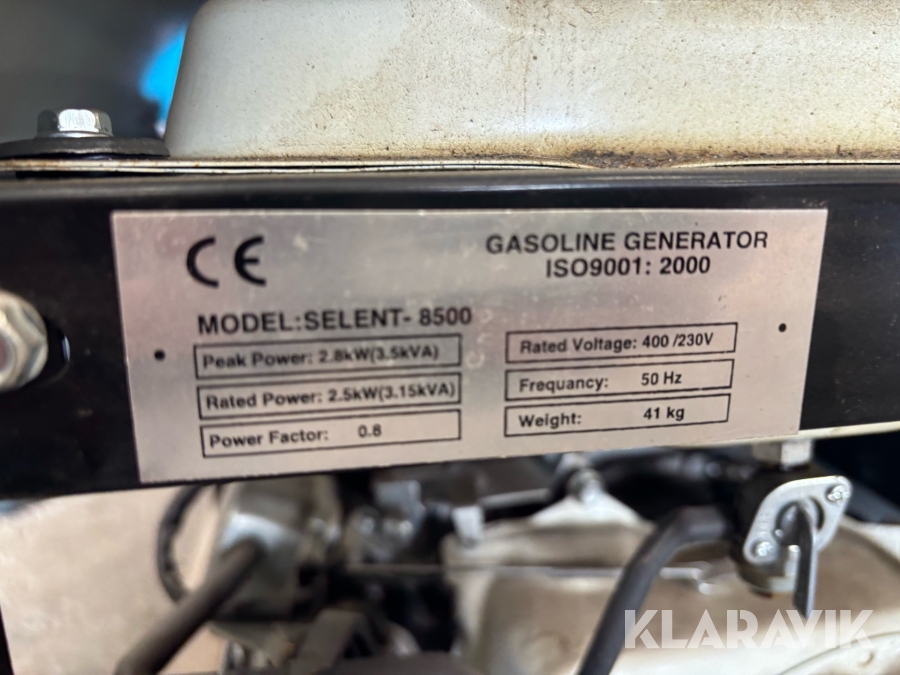 CE
GASOLINE GENERATOR
ISO9001: 2000
MODEL:SELENT- 8500
Peak Power: 2.8kW(3.5kVA)
Rated Power: 2.5kW(3.15kVA)
Power Factor: 0.8
Rated Voltage: 400 /230V
Frequancy: 50 Hz
Weight: 41 kg
KLARAVIK